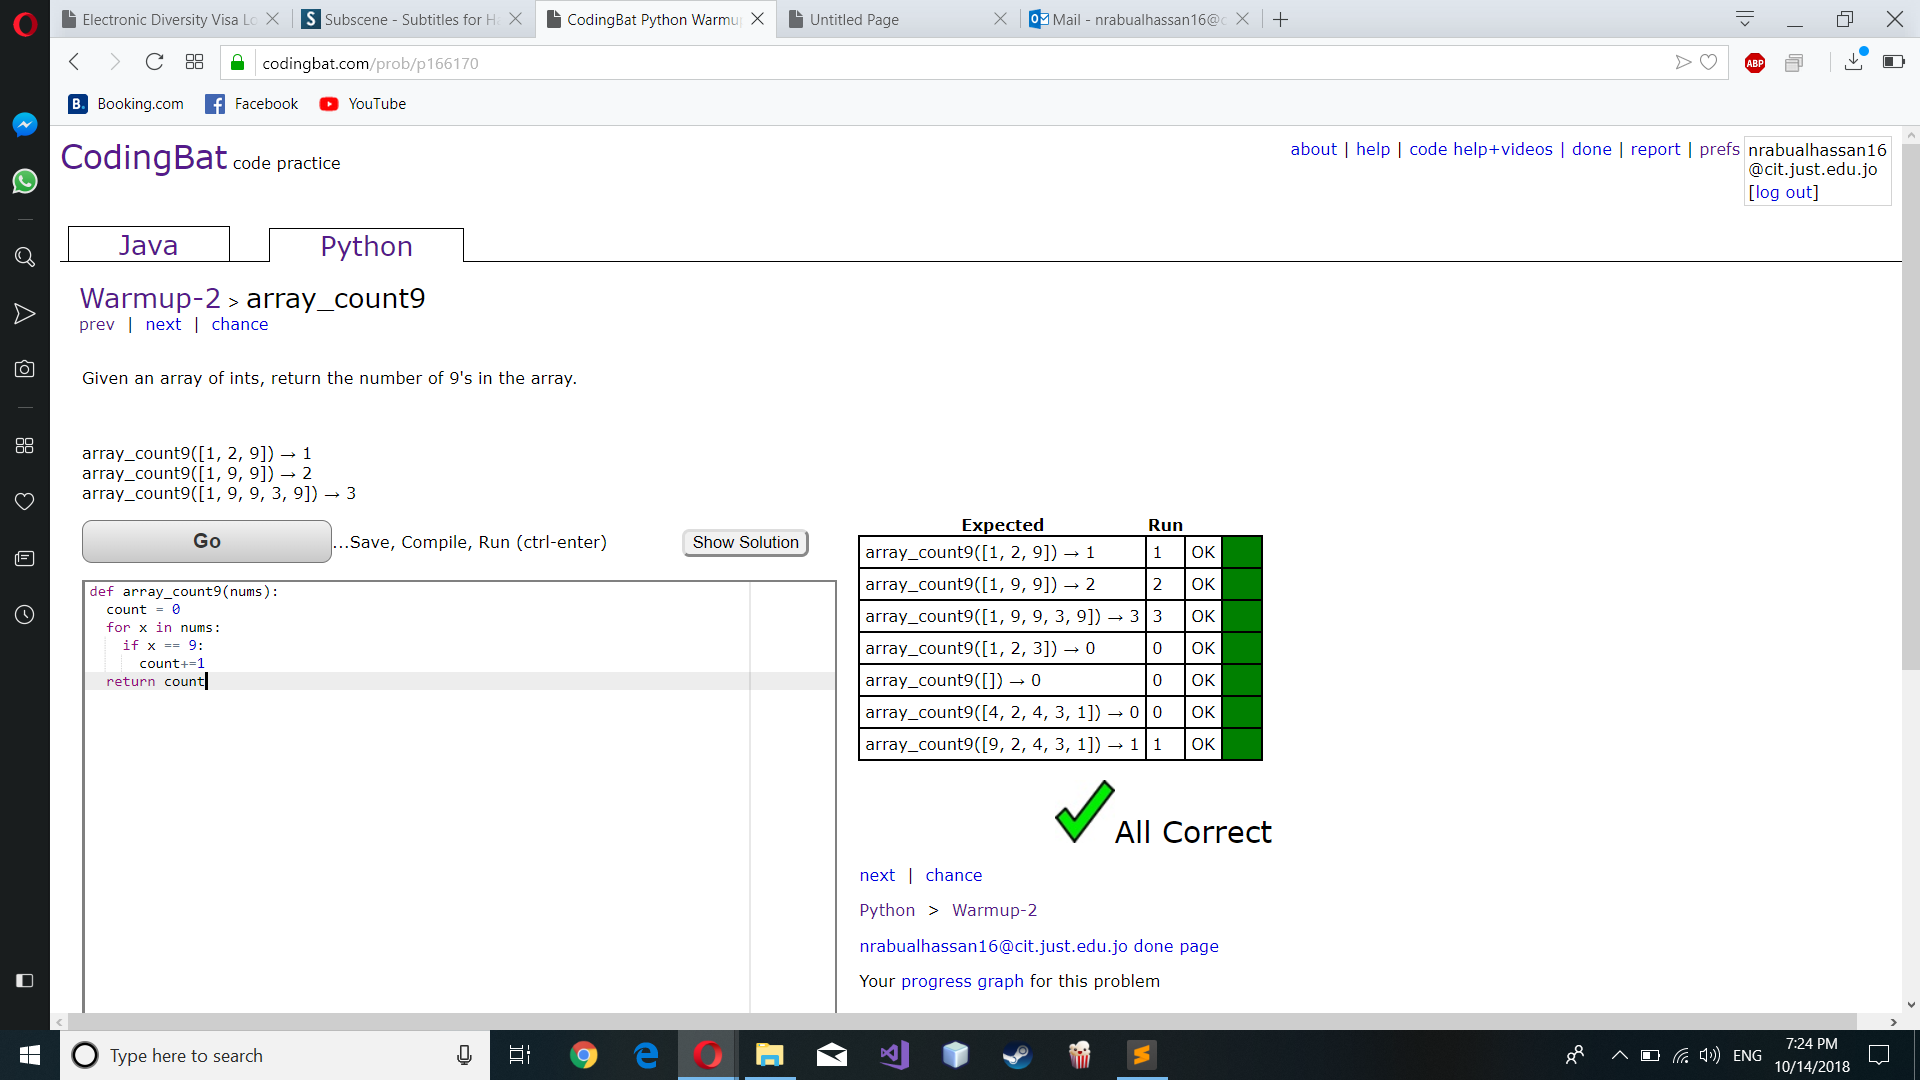 Electronic Diversity Visa Lo
Subscene - Subtitles for H
CodingBat Python Warmu
Untitled Page
Mail - nrabualhassan16@c
codingbat.com/prob/p166170
ABP
B. Booking.com
Facebook
YouTube
CodingBat code practice
about | help | code help+videos | done | report | prefs
nrabualhassan16
@cit.just.edu.jo
[log out]
Java
Python
Warmup-2 > array_count9
prev | next | chance
Given an array of ints, return the number of 9's in the array.
array_count9([1, 2, 9]) → 1
array_count9([1, 9, 9]) → 2
array_count9([1, 9, 9, 3, 9]) → 3
Go
...Save, Compile, Run (ctrl-enter)
Show Solution
def array_count9(nums):
  count = 0
  for x in nums:
    if x == 9:
      count+=1
  return count
Expected Run
array_count9([1, 2, 9]) → 1 1 OK
array_count9([1, 9, 9]) → 2 2 OK
array_count9([1, 9, 9, 3, 9]) → 3 3 OK
array_count9([1, 2, 3]) → 0 0 OK
array_count9([]) → 0 0 OK
array_count9([4, 2, 4, 3, 1]) → 0 0 OK
array_count9([9, 2, 4, 3, 1]) → 1 1 OK
All Correct
next | chance
Python > Warmup-2
nrabualhassan16@cit.just.edu.jo done page
Your progress graph for this problem
Type here to search
ENG
7:24 PM
10/14/2018